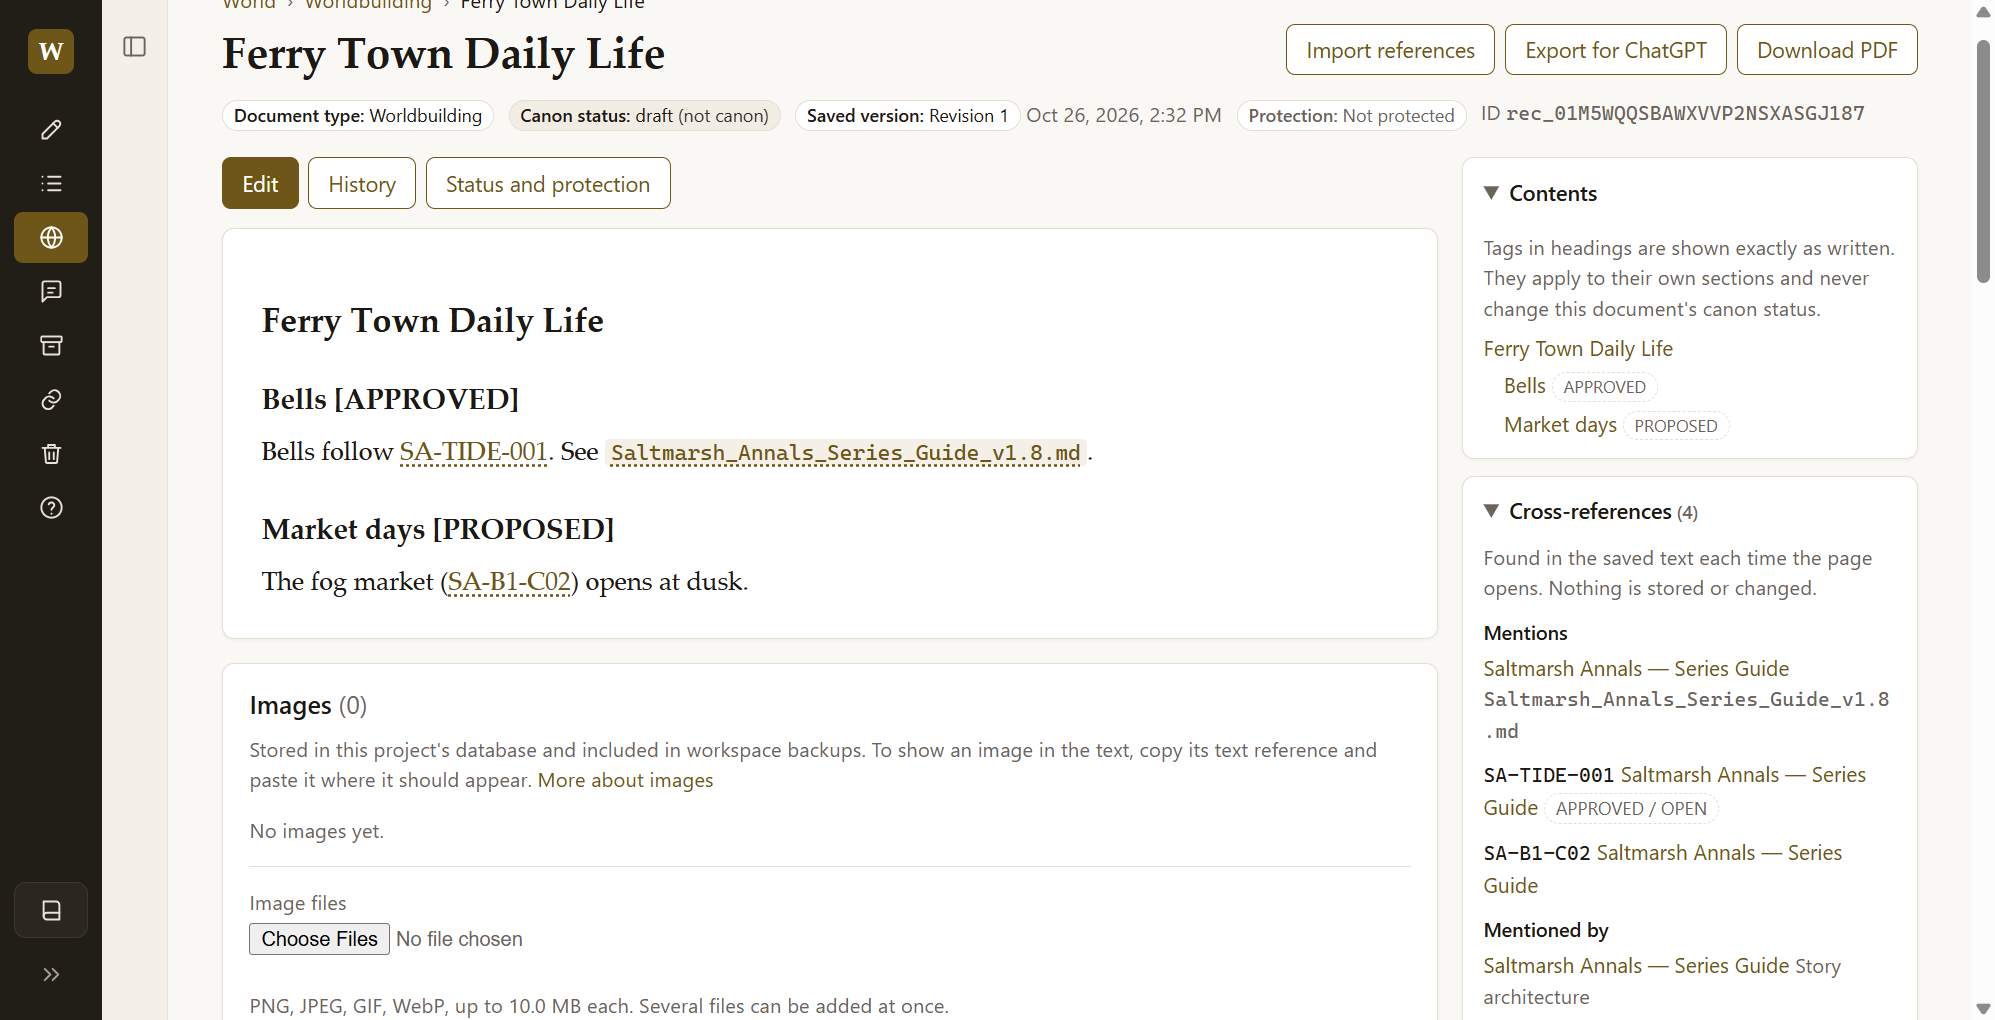 W
World › Worldbuilding › Ferry Town Daily Life
Ferry Town Daily Life
Import references
Export for ChatGPT
Download PDF
Document type: Worldbuilding
Canon status: draft (not canon)
Saved version: Revision 1
Oct 26, 2026, 2:32 PM
Protection: Not protected
ID rec_01M5WQQSBAWXVVP2NSXASGJ187
Edit
History
Status and protection
Ferry Town Daily Life
Bells [APPROVED]
Bells follow SA-TIDE-001. See Saltmarsh_Annals_Series_Guide_v1.8.md.
Market days [PROPOSED]
The fog market (SA-B1-C02) opens at dusk.
Images (0)
Stored in this project's database and included in workspace backups. To show an image in the text, copy its text reference and
paste it where it should appear. More about images
No images yet.
Image files
Choose Files No file chosen
PNG, JPEG, GIF, WebP, up to 10.0 MB each. Several files can be added at once.
Contents
Tags in headings are shown exactly as written.
They apply to their own sections and never
change this document's canon status.
Ferry Town Daily Life
Bells APPROVED
Market days PROPOSED
Cross-references (4)
Found in the saved text each time the page
opens. Nothing is stored or changed.
Mentions
Saltmarsh Annals — Series Guide
Saltmarsh_Annals_Series_Guide_v1.8
.md
SA-TIDE-001 Saltmarsh Annals — Series
Guide APPROVED / OPEN
SA-B1-C02 Saltmarsh Annals — Series
Guide
Mentioned by
Saltmarsh Annals — Series Guide Story
architecture